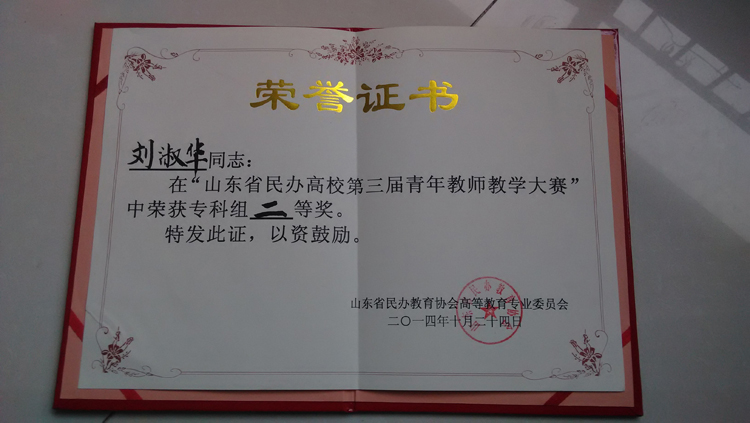 荣誉证书
刘淑华同志：
在“山东省民办高校第三届青年教师教学大赛”
中荣获专科组二等奖。
特发此证，以资鼓励。
山东省民办教育协会高等教育专业委员会
二〇一四年十月二十四日